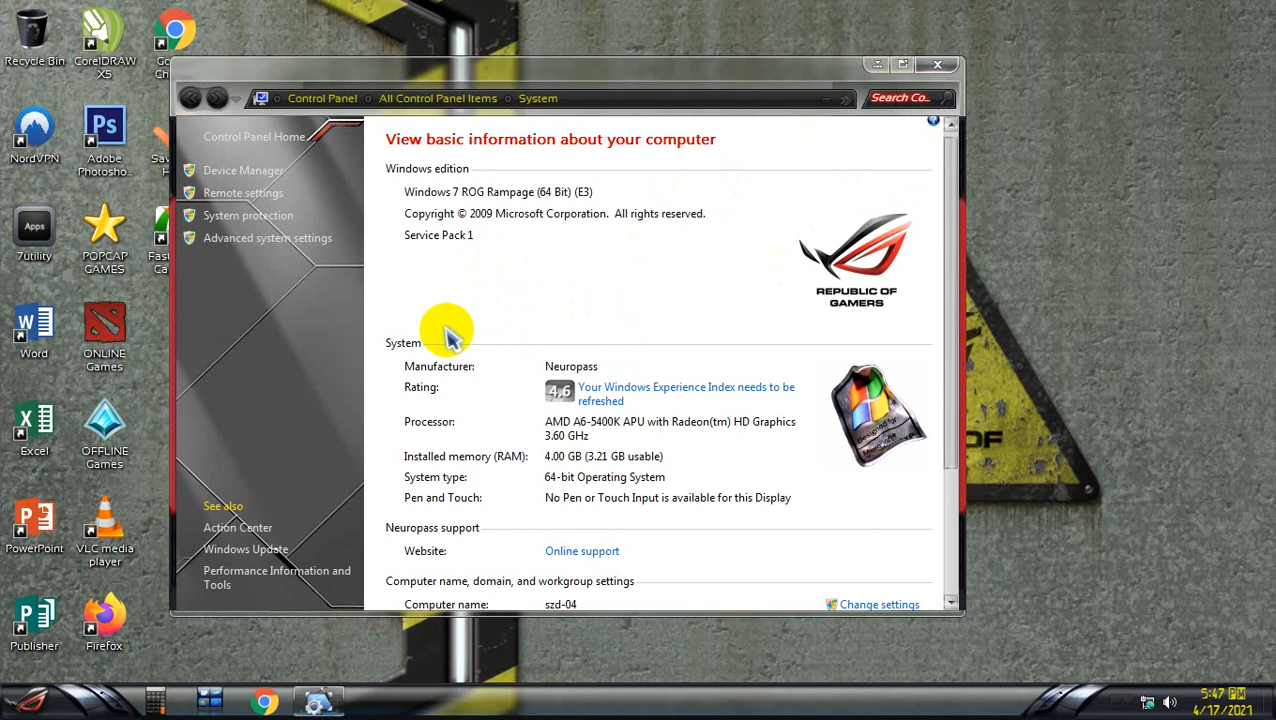 Recycle Bin
CorelDRAW
X5
Go
Ch
NordVPN
Adobe
Photosho...
Sav
H
Apps
7utility
POPCAP
GAMES
Fas
Ca
Word
ONLINE
Games
Excel
OFFLINE
Games
PowerPoint
VLC media
player
Publisher
Firefox
Control Panel
All Control Panel Items
System
Search Co...
Control Panel Home
Device Manager
Remote settings
System protection
Advanced system settings
See also
Action Center
Windows Update
Performance Information and
Tools
View basic information about your computer
Windows edition
Windows 7 ROG Rampage (64 Bit) (E3)
Copyright © 2009 Microsoft Corporation. All rights reserved.
Service Pack 1
REPUBLIC OF
GAMERS
System
Manufacturer: Neuropass
Rating: 4,6 Your Windows Experience Index needs to be
refreshed
Processor: AMD A6-5400K APU with Radeon(tm) HD Graphics
3.60 GHz
Installed memory (RAM): 4.00 GB (3.21 GB usable)
System type: 64-bit Operating System
Pen and Touch: No Pen or Touch Input is available for this Display
Designed for
Neuropass support
Website: Online support
Computer name, domain, and workgroup settings
Computer name: szd-04 Change settings
OF
5:47 PM
4/17/2021